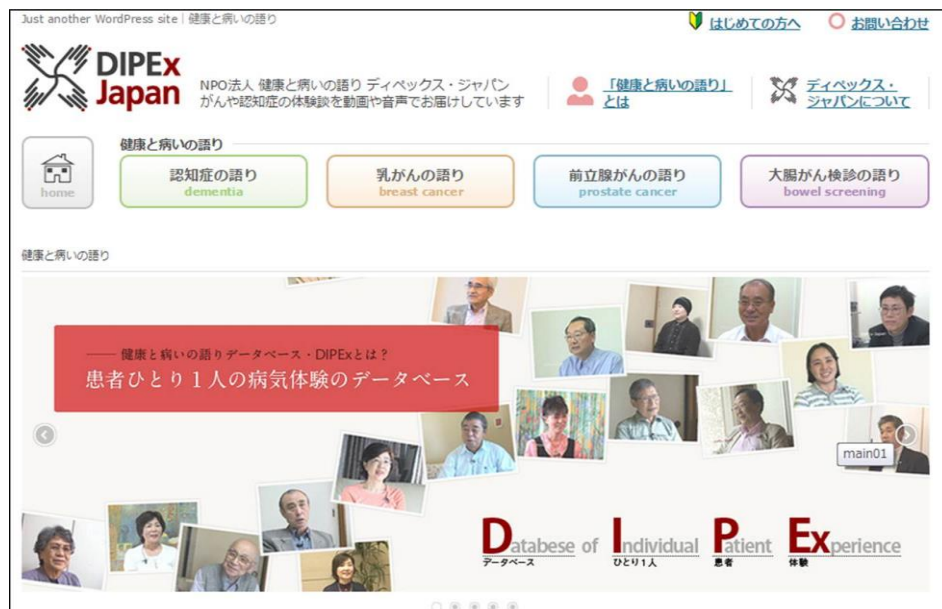 Just another WordPress site | 健康と病いの語り
はじめての方へ
お問い合わせ
DIPEx
Japan
NPO法人 健康と病いの語り ディペックス・ジャパン
がんや認知症の体験談を動画や音声でお届けしています
「健康と病いの語り」
とは
ディペックス・
ジャパンについて
健康と病いの語り
home
認知症の語り
dementia
乳がんの語り
breast cancer
前立腺がんの語り
prostate cancer
大腸がん検診の語り
bowel screening
健康と病いの語り
健康と病いの語りデータベース・DIPExとは？
患者ひとり１人の病気体験のデータベース
main01
Databese of Individual Patient Experience
データベース ひとり１人 患者 体験